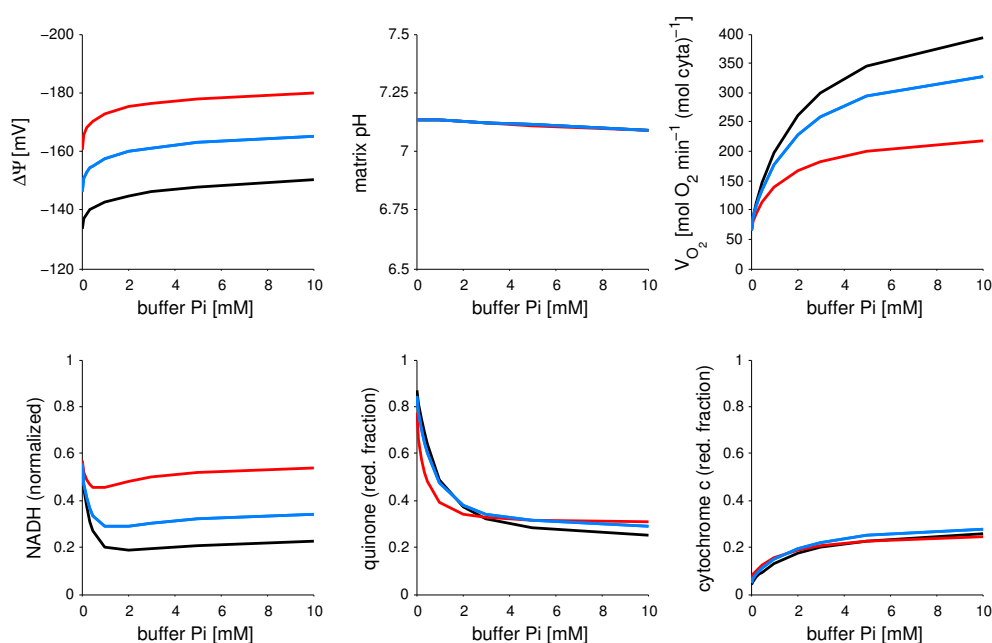 −200
−180
−160
−140
−120
0 2 4 6 8 10
ΔΨ [mV]
buffer Pi [mM]
7.5
7.25
7
6.75
6.5
0 2 4 6 8 10
matrix pH
buffer Pi [mM]
400
350
300
250
200
150
100
50
0
0 2 4 6 8 10
V_O2 [mol O2 min−1 (mol cyta)−1]
buffer Pi [mM]
1
0.8
0.6
0.4
0.2
0
0 2 4 6 8 10
NADH (normalized)
buffer Pi [mM]
1
0.8
0.6
0.4
0.2
0
0 2 4 6 8 10
quinone (red. fraction)
buffer Pi [mM]
1
0.8
0.6
0.4
0.2
0
0 2 4 6 8 10
cytochrome c (red. fraction)
buffer Pi [mM]